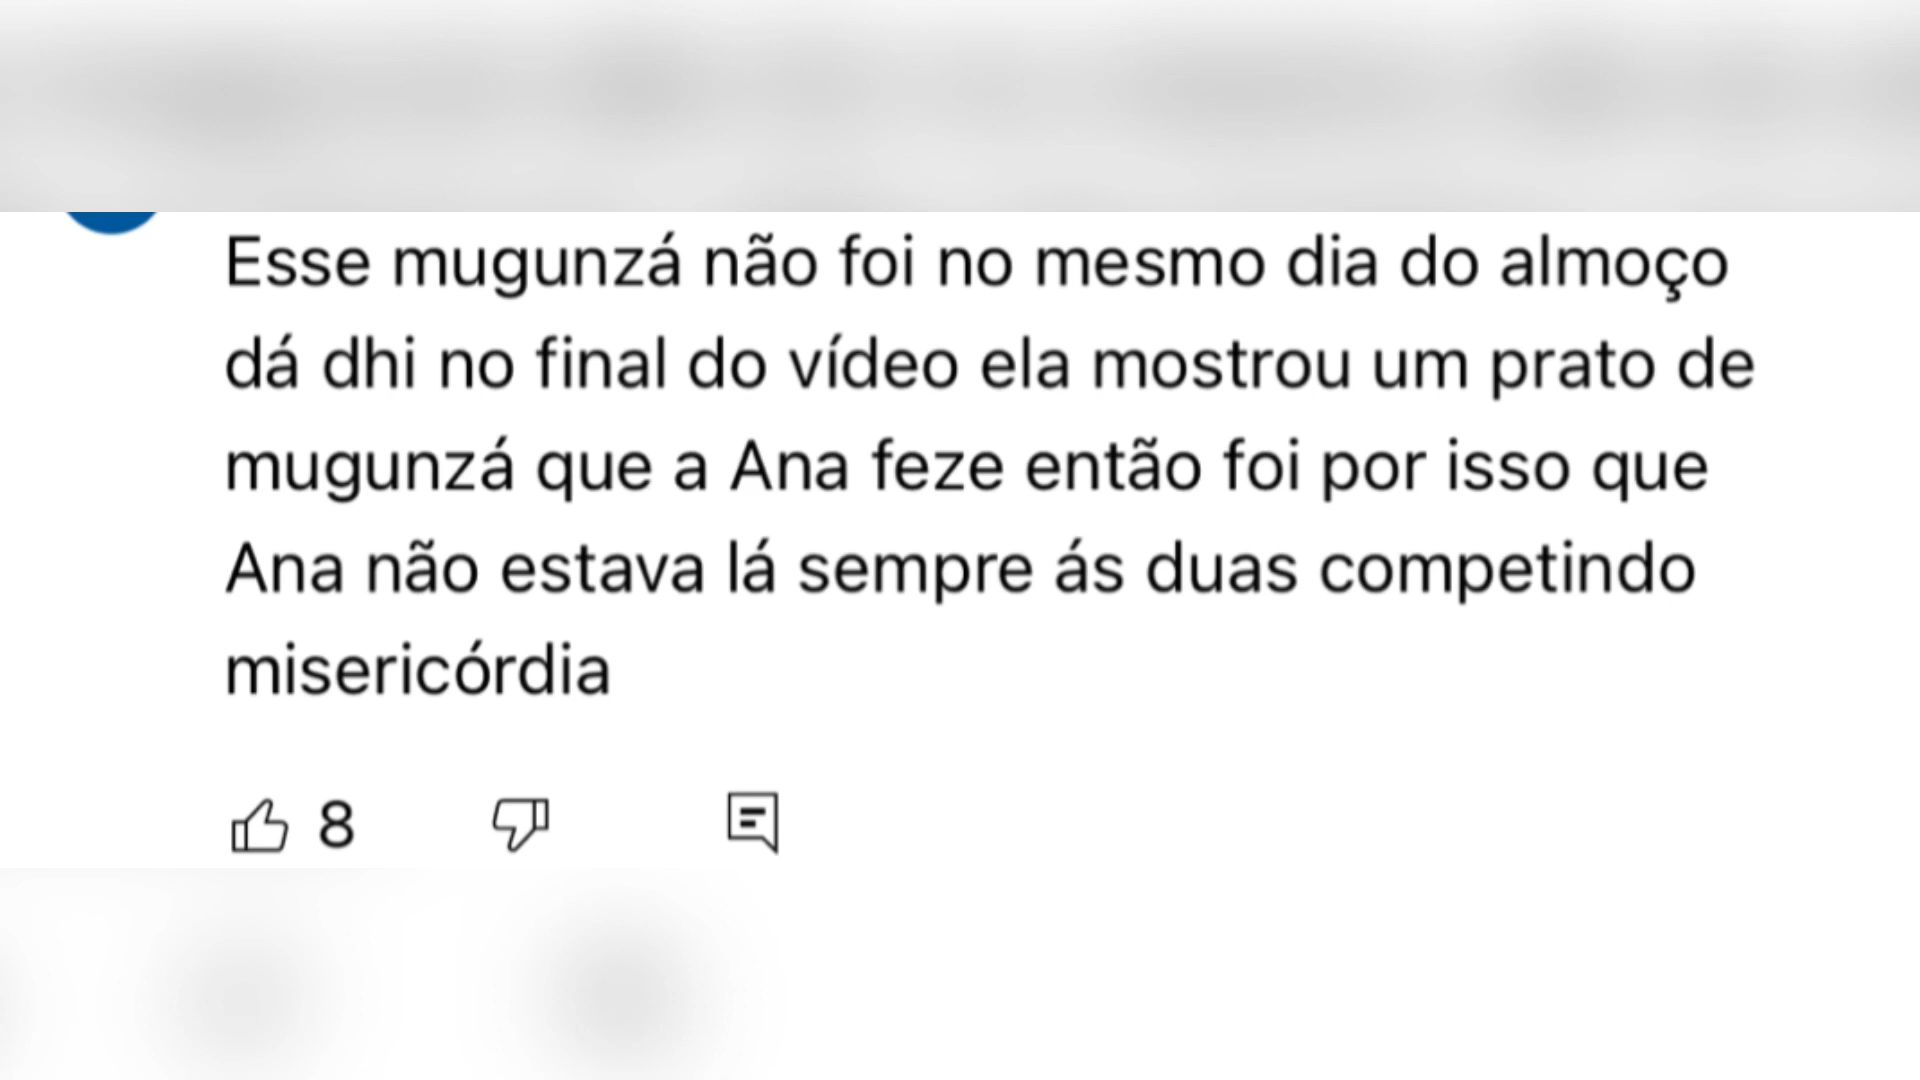 Esse mugunzá não foi no mesmo dia do almoço
dá dhi no final do vídeo ela mostrou um prato de
mugunzá que a Ana feze então foi por isso que
Ana não estava lá sempre ás duas competindo
misericórdia
8